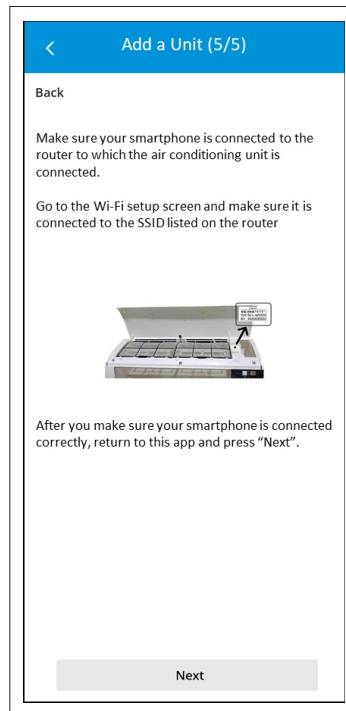 Add a Unit (5/5)
Back
Make sure your smartphone is connected to the
router to which the air conditioning unit is
connected.
Go to the Wi-Fi setup screen and make sure it is
connected to the SSID listed on the router
After you make sure your smartphone is connected
correctly, return to this app and press “Next”.
Next